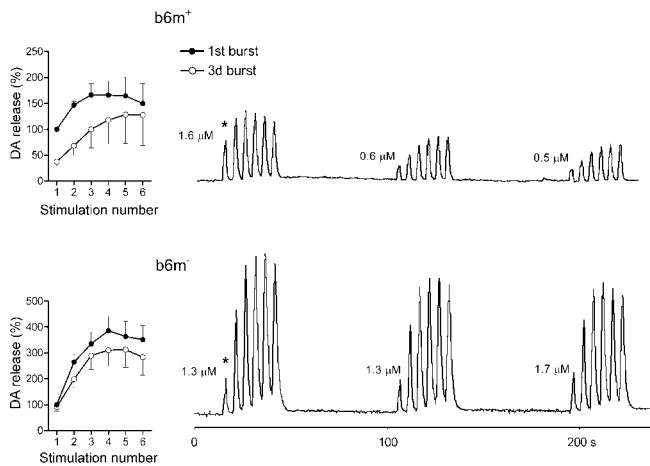 b6m+
250
200
150
100
50
0
DA release (%)
1 2 3 4 5 6
Stimulation number
1st burst
3d burst
1.6 µM
*
0.6 µM
0.5 µM
b6m-
500
400
300
200
100
0
DA release (%)
1 2 3 4 5 6
Stimulation number
1.3 µM
*
1.3 µM
1.7 µM
0 100 200 s